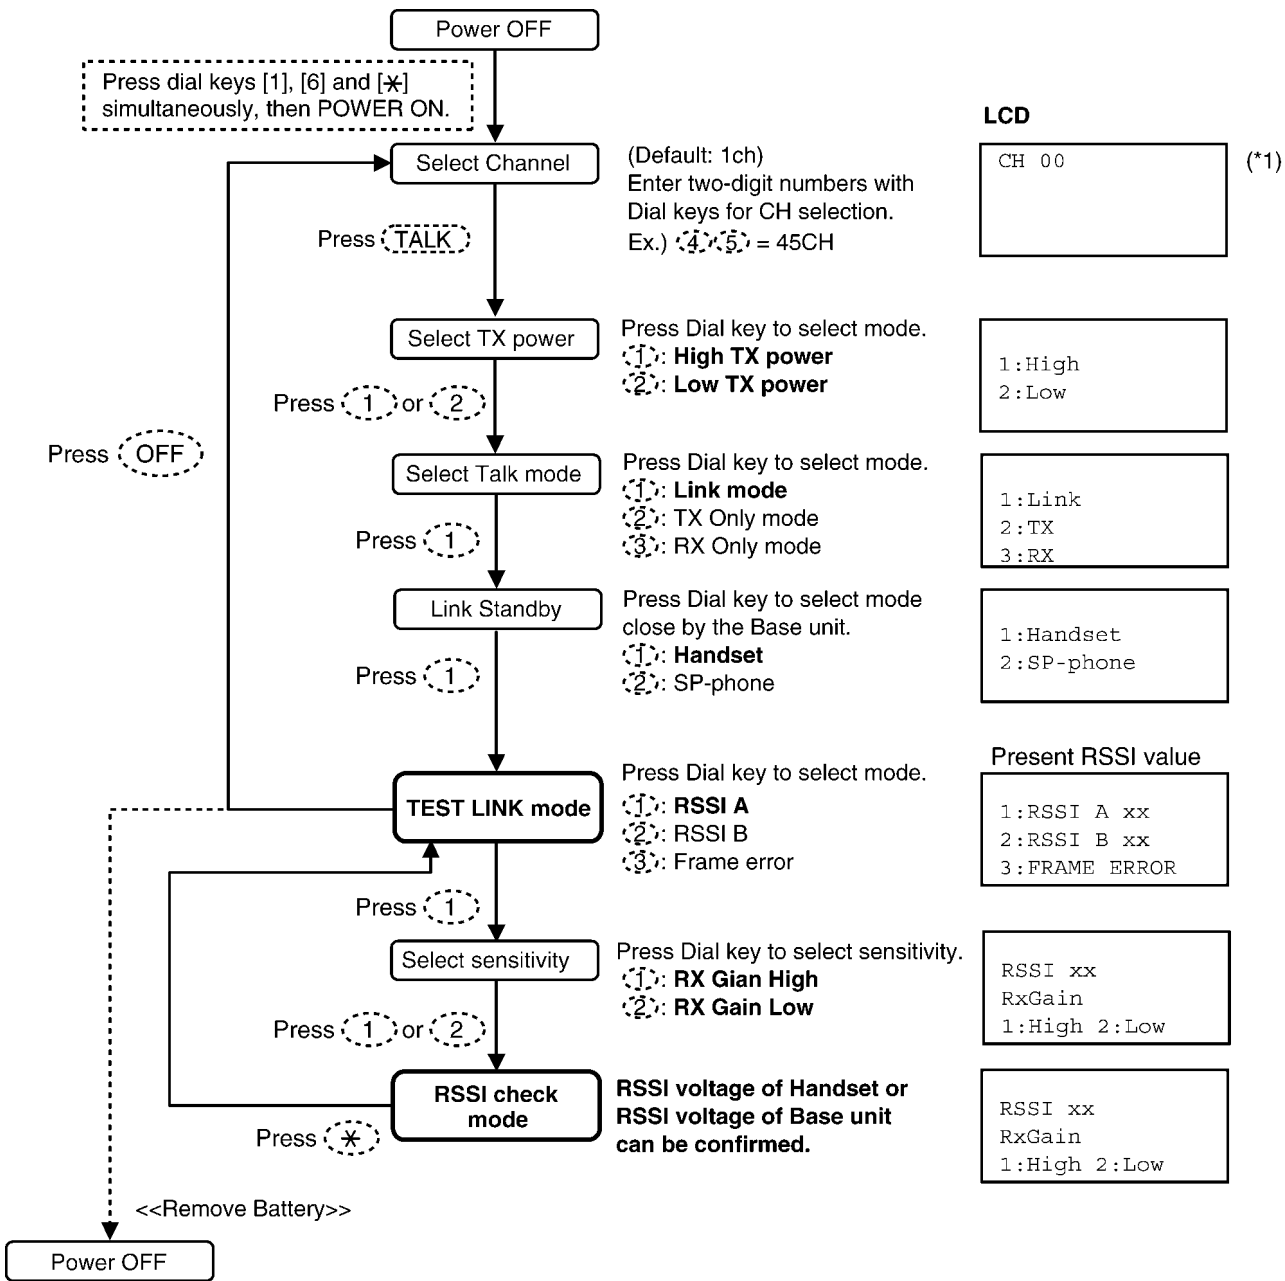 Power OFF
Press dial keys [1], [6] and [*]
simultaneously, then POWER ON.
LCD
Select Channel
(Default: 1ch)
Enter two-digit numbers with
Dial keys for CH selection.
Ex.) 4 5 = 45CH
CH 00
(*1)
Press TALK
Select TX power
Press Dial key to select mode.
1: High TX power
2: Low TX power
1:High
2:Low
Press 1 or 2
Press OFF
Select Talk mode
Press Dial key to select mode.
1: Link mode
2: TX Only mode
3: RX Only mode
1:Link
2:TX
3:RX
Press 1
Link Standby
Press Dial key to select mode
close by the Base unit.
1: Handset
2: SP-phone
1:Handset
2:SP-phone
Press 1
Present RSSI value
TEST LINK mode
Press Dial key to select mode.
1: RSSI A
2: RSSI B
3: Frame error
1:RSSI A xx
2:RSSI B xx
3:FRAME ERROR
Press 1
Select sensitivity
Press Dial key to select sensitivity.
1: RX Gian High
2: RX Gain Low
RSSI xx
RxGain
1:High 2:Low
Press 1 or 2
RSSI check
mode
RSSI voltage of Handset or
RSSI voltage of Base unit
can be confirmed.
RSSI xx
RxGain
1:High 2:Low
Press *
<<Remove Battery>>
Power OFF